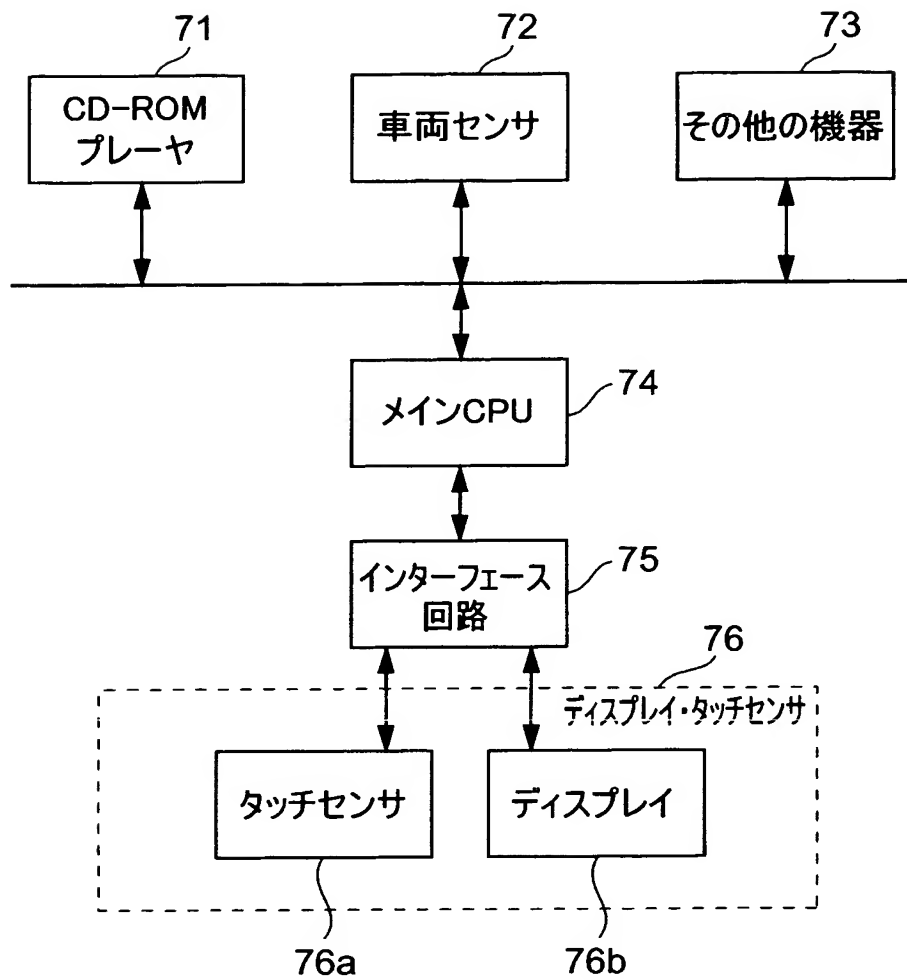 71
72
73
CD-ROM
プレーヤ
車両センサ
その他の機器
74
メインCPU
75
インターフェース
回路
76
ディスプレイ・タッチセンサ
タッチセンサ
ディスプレイ
76a
76b